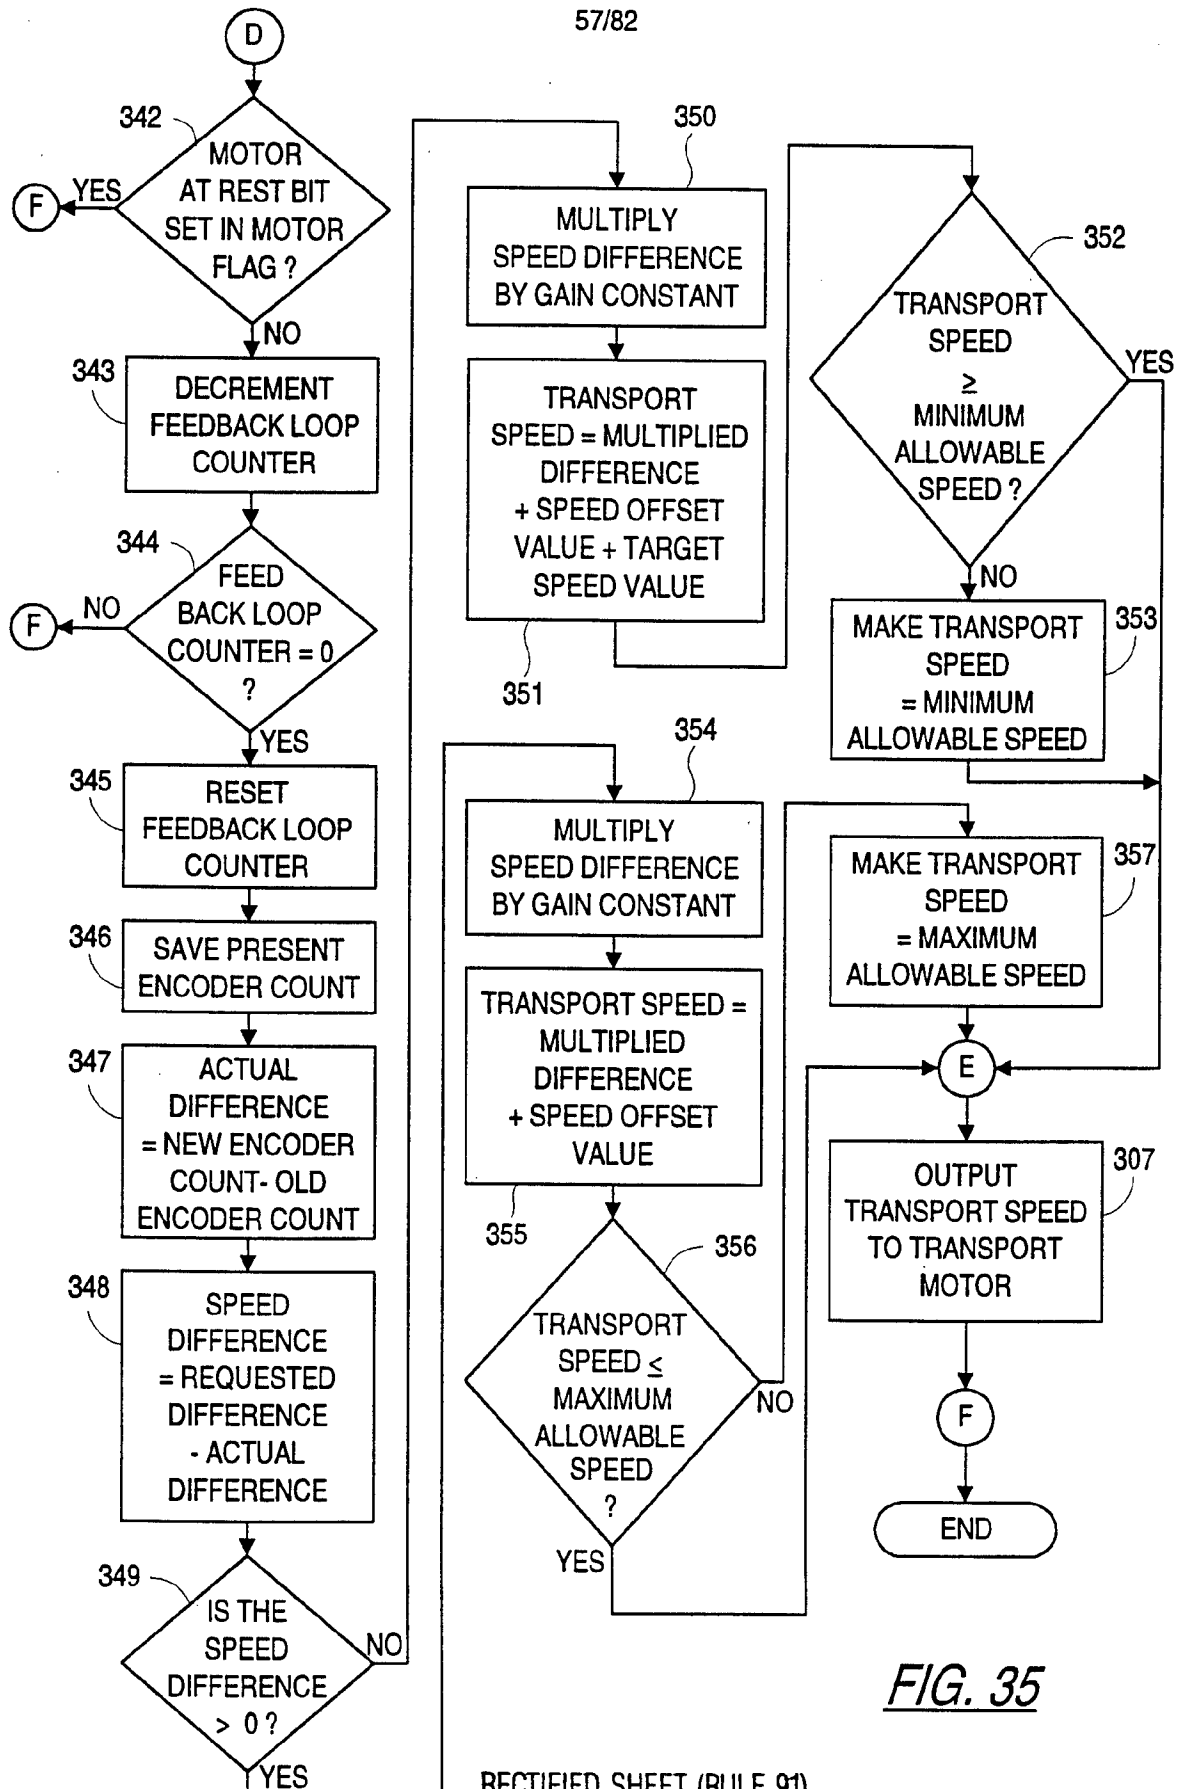 57/82
D
342
MOTOR
AT REST BIT
SET IN MOTOR
FLAG ?
YES
F
NO
343
DECREMENT
FEEDBACK LOOP
COUNTER
344
FEED
BACK LOOP
COUNTER = 0
?
NO
F
YES
345
RESET
FEEDBACK LOOP
COUNTER
346
SAVE PRESENT
ENCODER COUNT
347
ACTUAL
DIFFERENCE
= NEW ENCODER
COUNT- OLD
ENCODER COUNT
348
SPEED
DIFFERENCE
= REQUESTED
DIFFERENCE
- ACTUAL
DIFFERENCE
349
IS THE
SPEED
DIFFERENCE
> 0 ?
NO
YES
350
MULTIPLY
SPEED DIFFERENCE
BY GAIN CONSTANT
TRANSPORT
SPEED = MULTIPLIED
DIFFERENCE
+ SPEED OFFSET
VALUE + TARGET
SPEED VALUE
351
352
TRANSPORT
SPEED
≥
MINIMUM
ALLOWABLE
SPEED ?
YES
NO
353
MAKE TRANSPORT
SPEED
= MINIMUM
ALLOWABLE SPEED
354
MULTIPLY
SPEED DIFFERENCE
BY GAIN CONSTANT
TRANSPORT SPEED =
MULTIPLIED
DIFFERENCE
+ SPEED OFFSET
VALUE
355
356
TRANSPORT
SPEED ≤
MAXIMUM
ALLOWABLE
SPEED
?
NO
YES
357
MAKE TRANSPORT
SPEED
= MAXIMUM
ALLOWABLE SPEED
E
307
OUTPUT
TRANSPORT SPEED
TO TRANSPORT
MOTOR
F
END
FIG. 35
RECTIFIED SHEET (RULE 91)